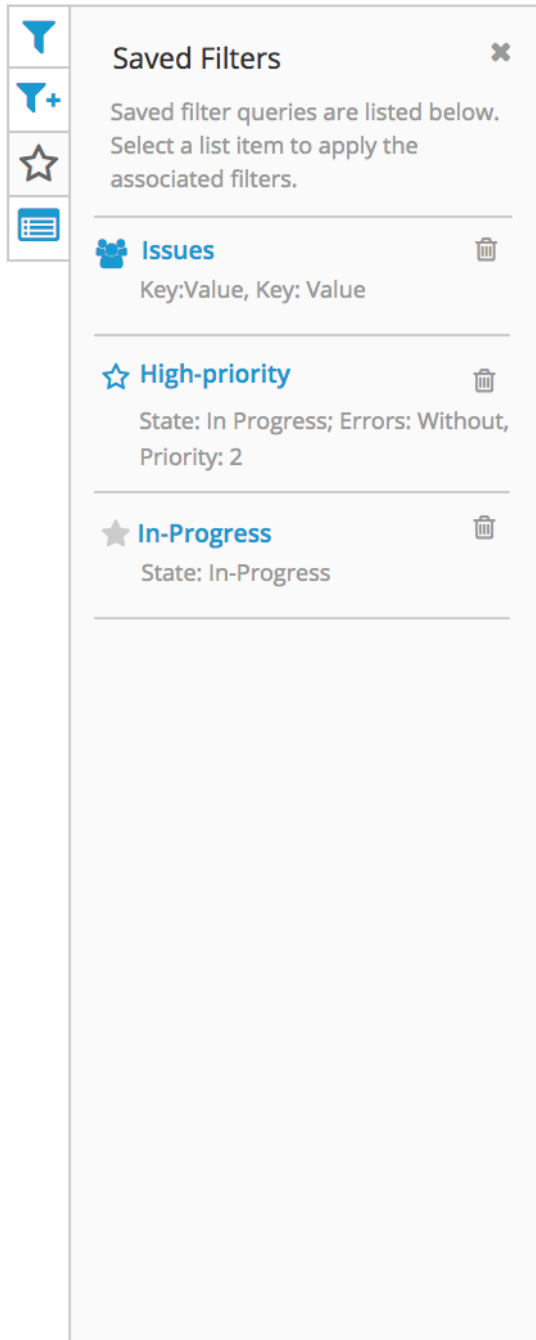 Saved Filters
Saved filter queries are listed below.
Select a list item to apply the
associated filters.
Issues
Key:Value, Key: Value
High-priority
State: In Progress; Errors: Without,
Priority: 2
In-Progress
State: In-Progress